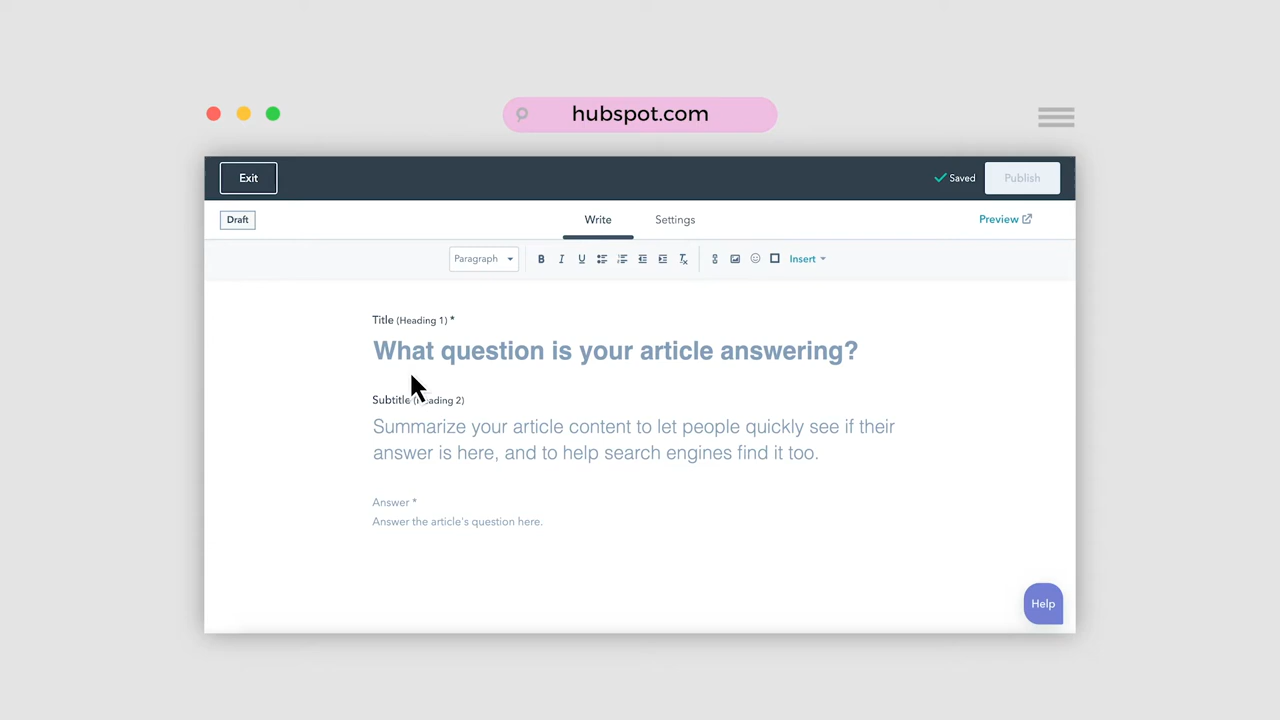 hubspot.com
Exit
Saved
Publish
Draft
Write
Settings
Preview
Paragraph
B I U
Insert
Title (Heading 1) *
What question is your article answering?
Subtitle (Heading 2)
Summarize your article content to let people quickly see if their
answer is here, and to help search engines find it too.
Answer *
Answer the article's question here.
Help